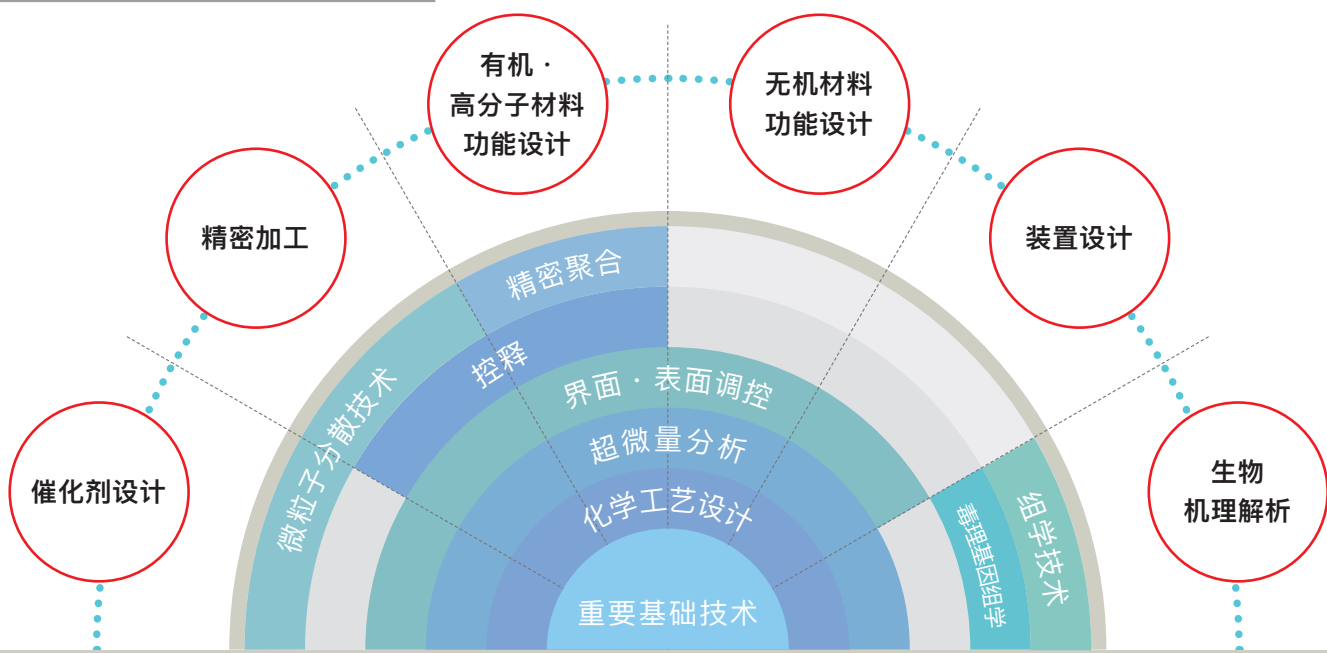 有机 ·
高分子材料
功能设计
无机材料
功能设计
精密加工
装置设计
催化剂设计
生物
机理解析
精密聚合
控释
微粒子分散技术
界面 · 表面调控
超微量分析
化学工艺设计
重要基础技术
毒理基因组学
组学技术